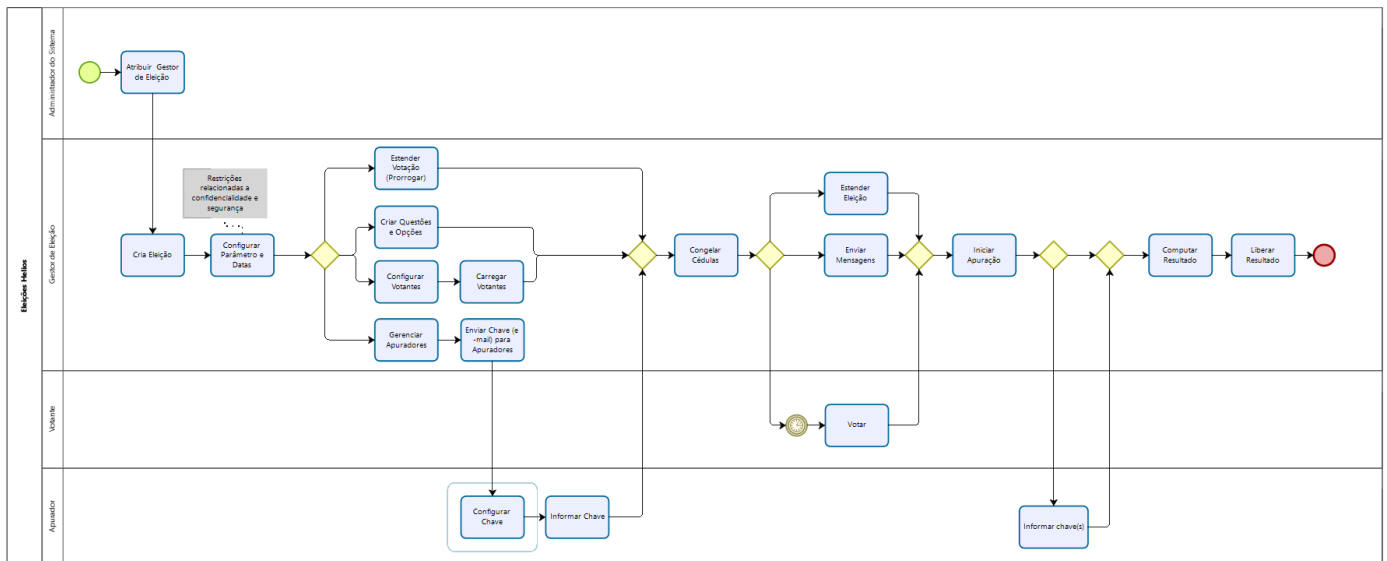 Eleições Helios
Administrador do Sistema
Atribuir Gestor
de Eleição
Gestor de Eleição
Restrições
relacionadas a
confidencialidade e
segurança
Cria Eleição
Configurar
Parâmetro e
Datas
Estender
Votação
(Prorrogar)
Criar Questões
e Opções
Configurar
Votantes
Carregar
Votantes
Gerenciar
Apuradores
Enviar Chave (e
-mail) para
Apuradores
Congelar
Cédulas
Estender
Eleição
Enviar
Mensagens
Iniciar
Apuração
Computar
Resultado
Liberar
Resultado
Votante
Votar
Apurador
Configurar
Chave
Informar Chave
Informar chave(s)